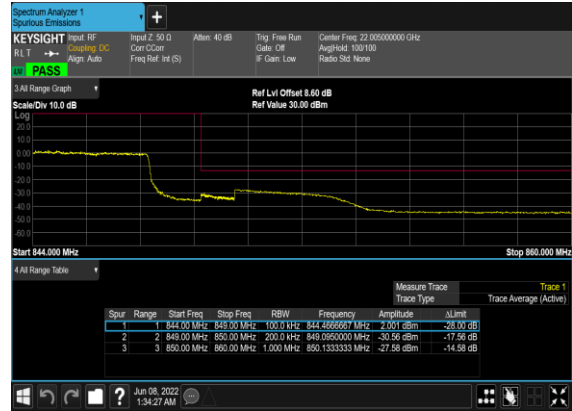 Spectrum Analyzer 1
Spurious Emissions
KEYSIGHT Input: RF Input Z: 50 Ω Atten: 40 dB Trig: Free Run Center Freq: 22.005000000 GHz
RLT Coupling: DC Corr CCorr Gate: Off Avg|Hold: 100/100
Align: Auto Freq Ref: Int (S) IF Gain: Low Radio Std: None
LW PASS
3 All Range Graph
Ref Lvl Offset 8.60 dB
Scale/Div 10.0 dB Ref Value 30.00 dBm
Log
20.0
10.0
0.00
-10.0
-20.0
-30.0
-40.0
-50.0
-60.0
Start 844.000 MHz Stop 860.000 MHz
4 All Range Table
Measure Trace Trace 1
Trace Type Trace Average (Active)
Spur Range Start Freq Stop Freq RBW Frequency Amplitude ΔLimit
1 1 844.00 MHz 849.00 MHz 100.0 kHz 844.4666667 MHz 2.001 dBm -28.00 dB
2 2 849.00 MHz 850.00 MHz 200.0 kHz 849.0950000 MHz -30.56 dBm -17.56 dB
3 3 850.00 MHz 860.00 MHz 1.000 MHz 850.1333333 MHz -27.58 dBm -14.58 dB
? Jun 08, 2022
1:34:27 AM